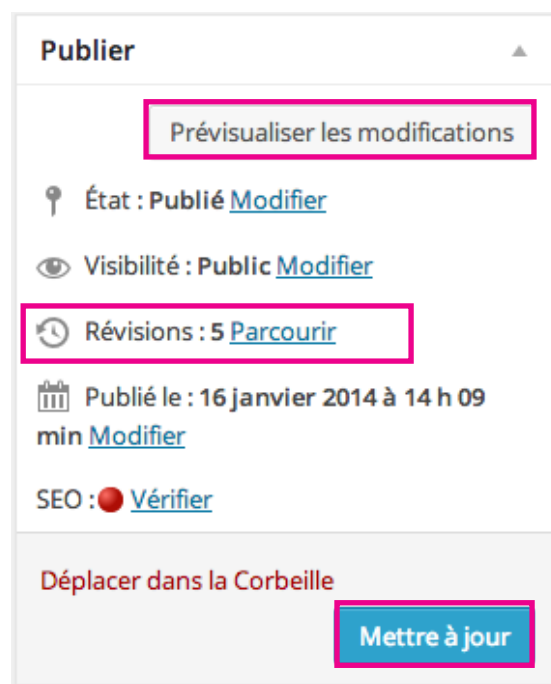 Publier
Prévisualiser les modifications
État : Publié Modifier
Visibilité : Public Modifier
Révisions : 5 Parcourir
Publié le : 16 janvier 2014 à 14 h 09
min Modifier
SEO : Vérifier
Déplacer dans la Corbeille
Mettre à jour